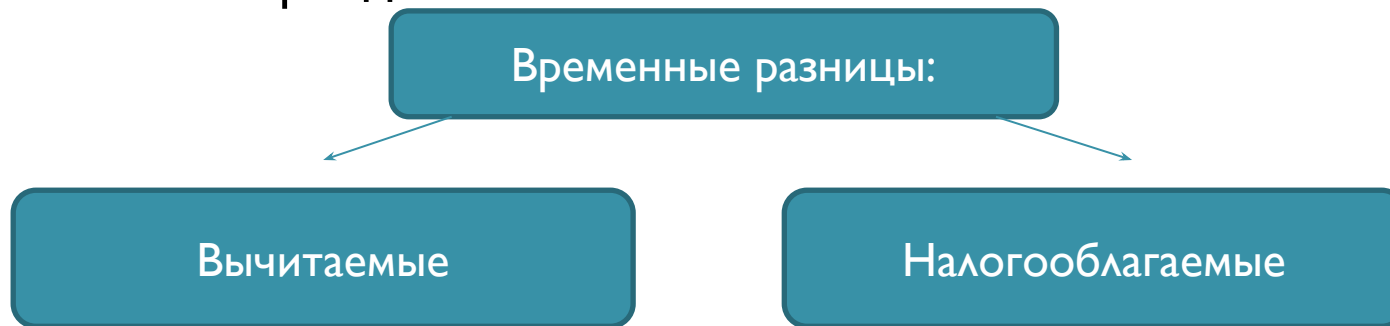 Временные разницы:
Вычитаемые
Налогооблагаемые